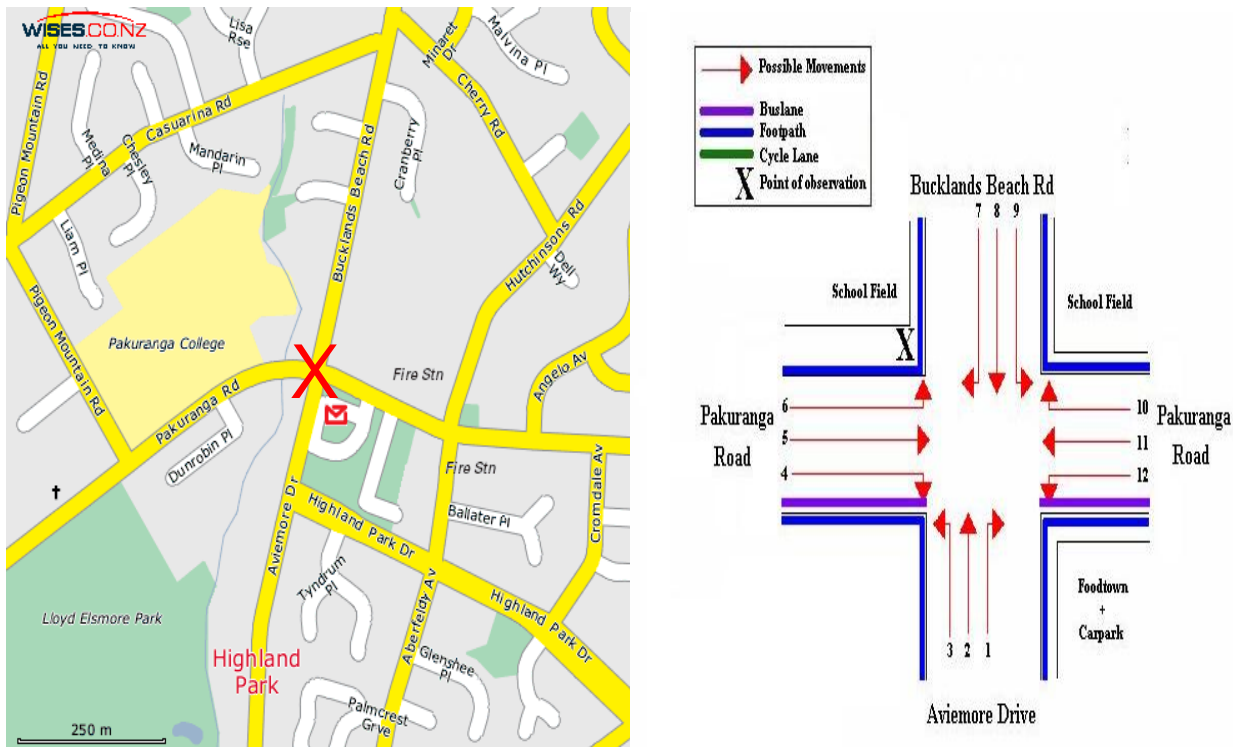 WISES.CO.NZ
ALL YOU NEED TO KNOW
Lisa
Rse
Minaret
Dr
Malvina Pl
Pigeon Mountain Rd
Casuarina Rd
Medina
Pl
Chesley
Pl
Mandarin
Pl
Bucklands Beach Rd
Cranberry
Pl
Cherry Rd
Liam Pl
Hutchinsons Rd
Dell
Wy
Pigeon Mountain Rd
Pakuranga College
X
Fire Stn
Angelo Av
Pakuranga Rd
Dunrobin Pl
Fire Stn
Cromdale Av
Aviemore Dr
Highland Park Dr
Ballater Pl
Tyndrum
Pl
Aberfeldy Av
Highland Park Dr
Lloyd Elsmore Park
Highland
Park
Glenshee
Pl
Palmcrest
Grve
250 m
Possible Movements
Buslane
Footpath
Cycle Lane
X Point of observation
Bucklands Beach Rd
7 8 9
School Field
School Field
X
6
5
4
Pakuranga
Road
10
11
12
Pakuranga
Road
3 2 1
Foodtown
+
Carpark
Aviemore Drive